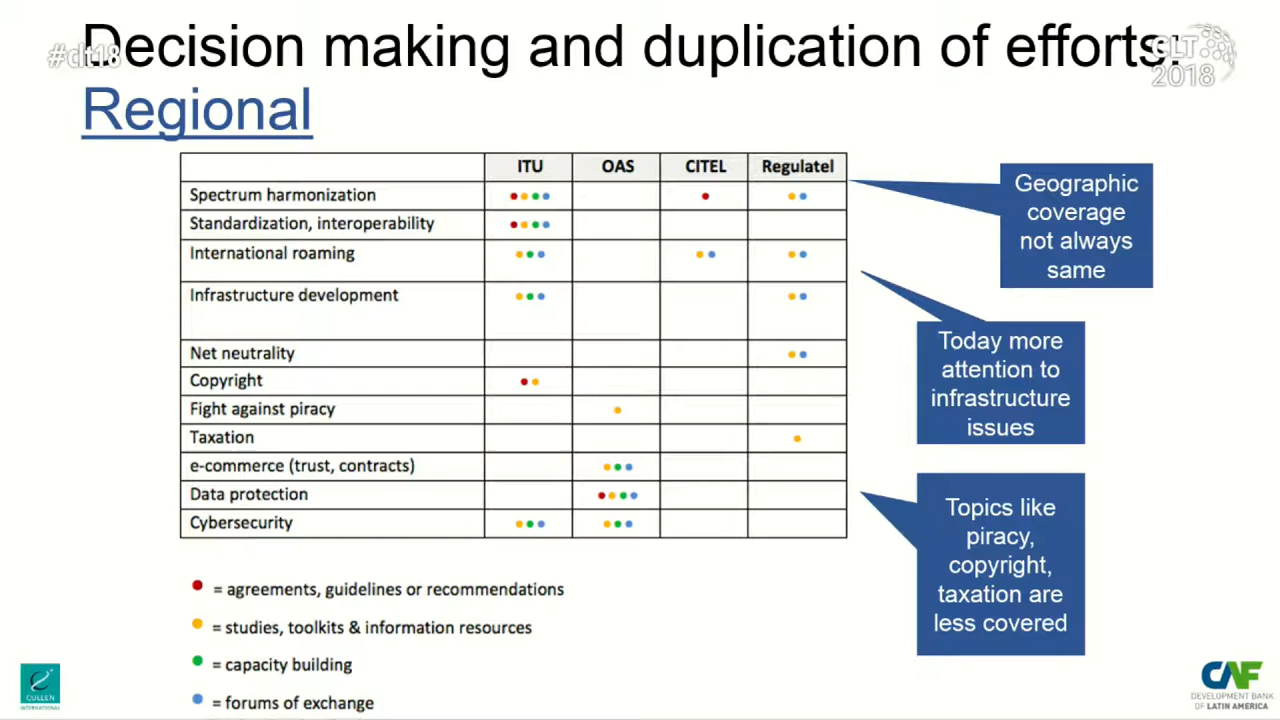 Decision making and duplication of efforts:
#clt18
CLT
2018
Regional
ITU OAS CITEL Regulatel
Spectrum harmonization
Standardization, interoperability
International roaming
Infrastructure development
Net neutrality
Copyright
Fight against piracy
Taxation
e-commerce (trust, contracts)
Data protection
Cybersecurity
Geographic
coverage
not always
same
Today more
attention to
infrastructure
issues
Topics like
piracy,
copyright,
taxation are
less covered
= agreements, guidelines or recommendations
= studies, toolkits & information resources
= capacity building
= forums of exchange
CULLEN
INTERNATIONAL
CAF
DEVELOPMENT BANK
OF LATIN AMERICA